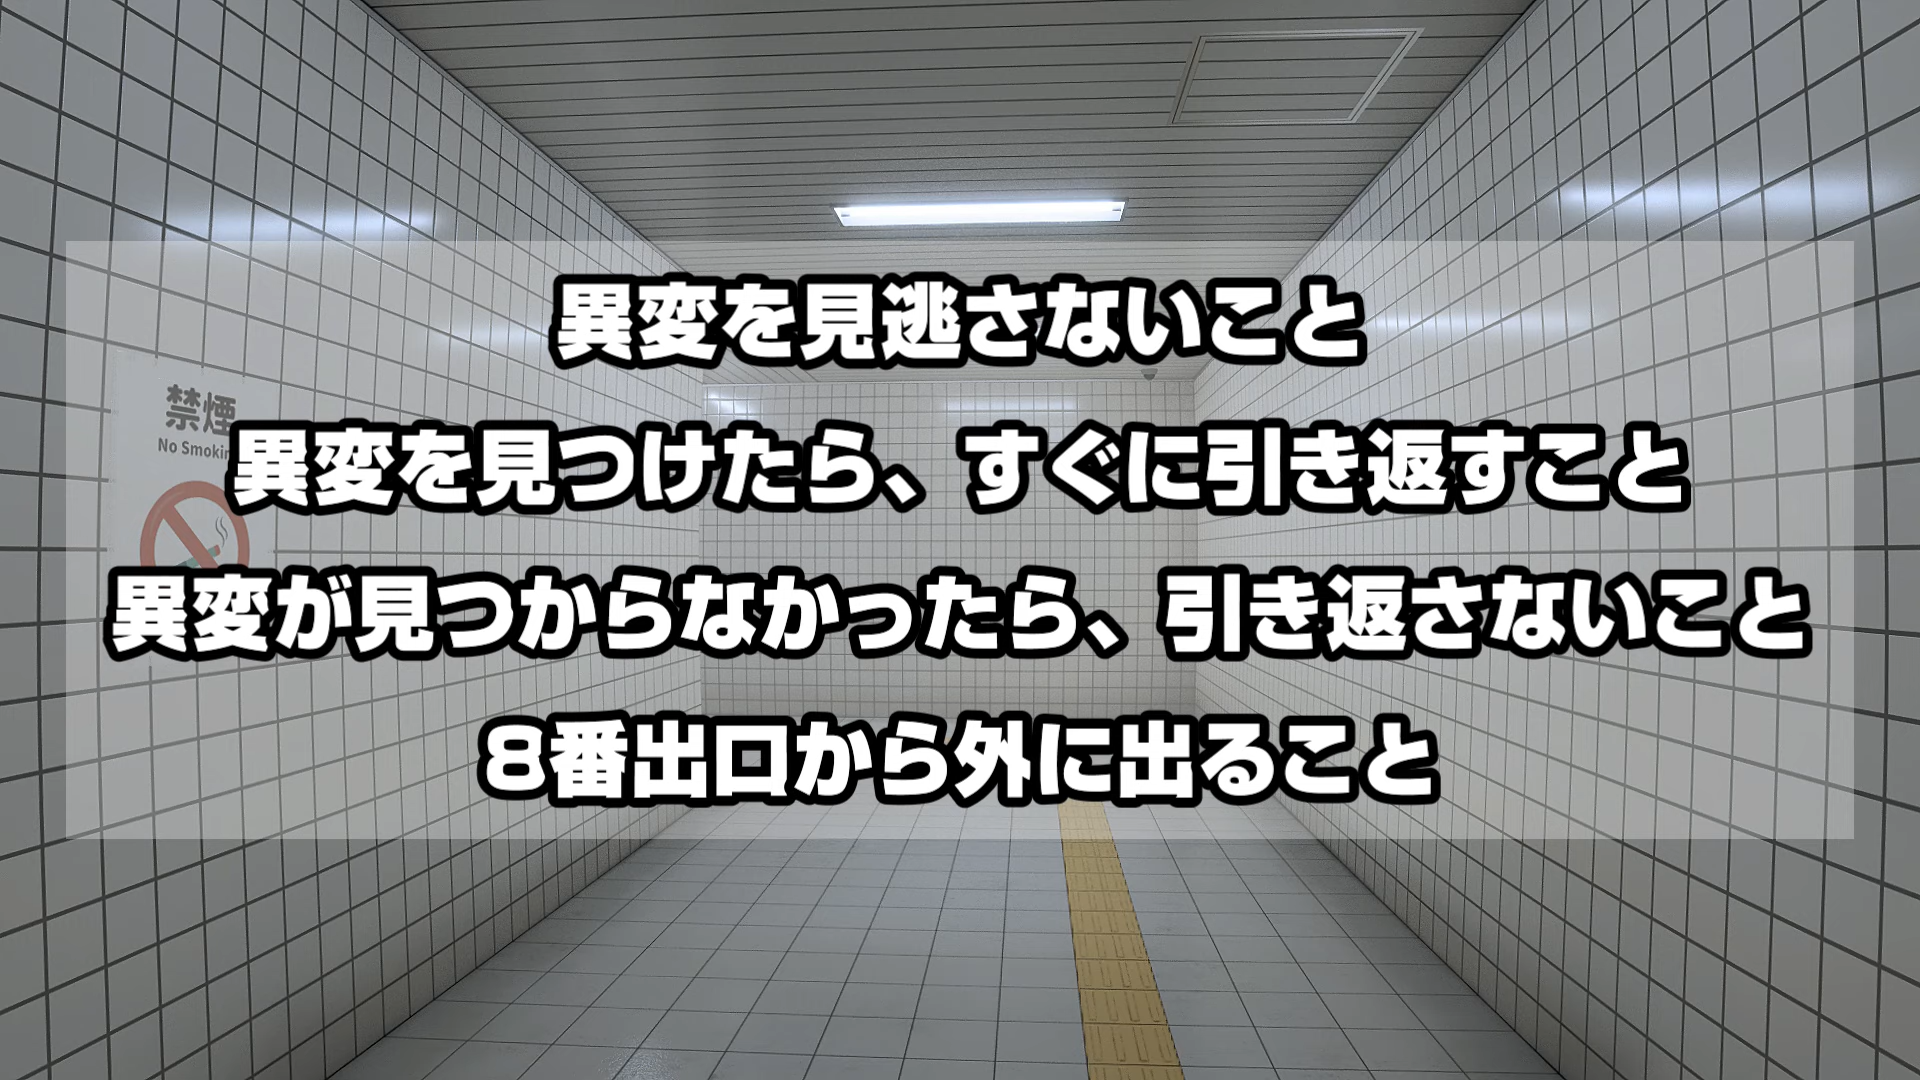 異変を見逃さないこと
禁煙
No Smokin
異変を見つけたら、すぐに引き返すこと
異変が見つからなかったら、引き返さないこと
8番出口から外に出ること